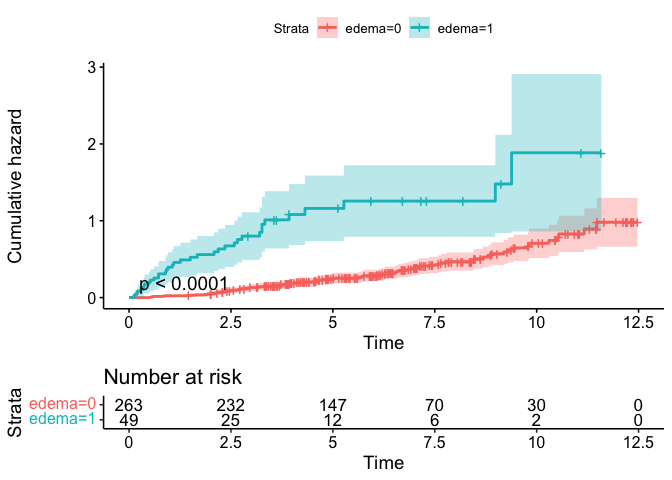 Strata edema=0 edema=1
Cumulative hazard
3
2
1
0
p < 0.0001
0 2.5 5 7.5 10 12.5
Time
Number at risk
Strata
edema=0 263 232 147 70 30 0
edema=1 49 25 12 6 2 0
0 2.5 5 7.5 10 12.5
Time